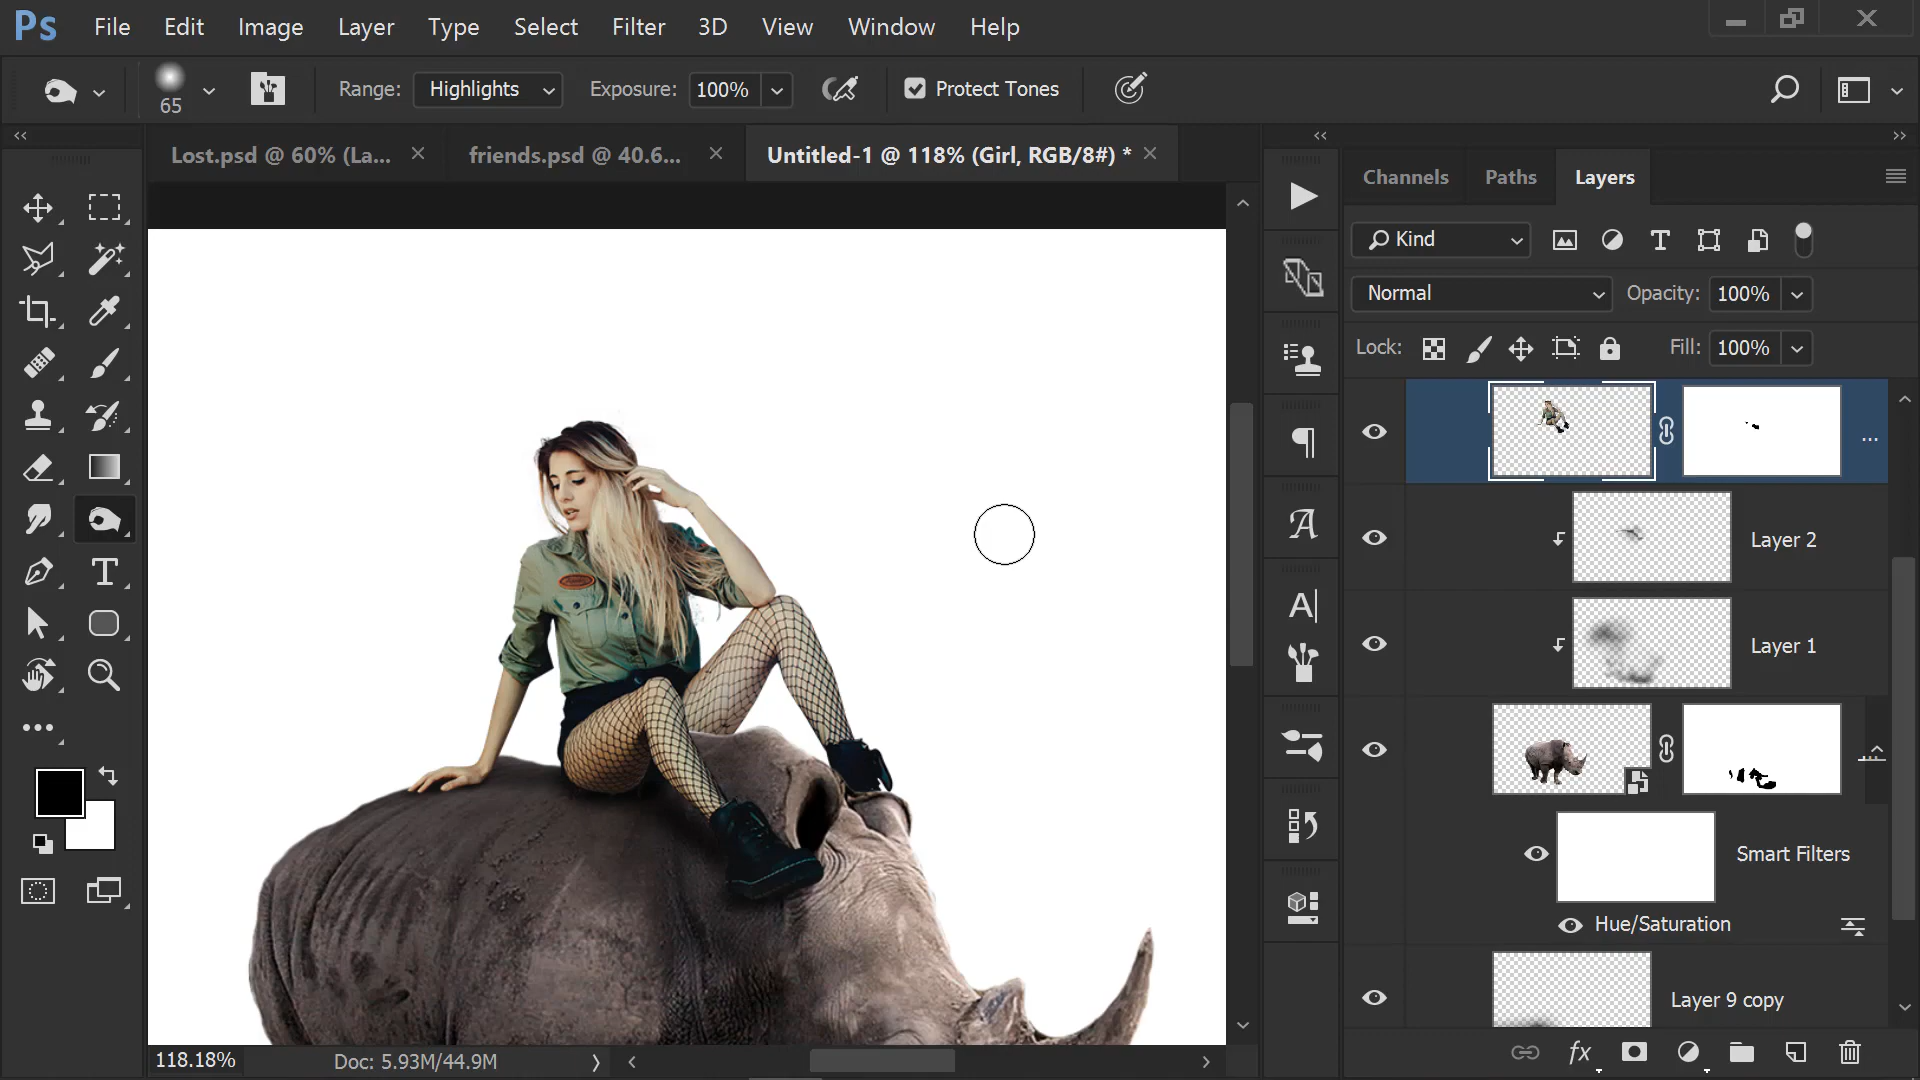 Ps File Edit Image Layer Type Select Filter 3D View Window Help
65 Range: Highlights Exposure: 100% Protect Tones
Lost.psd @ 60% (La... friends.psd @ 40.6... Untitled-1 @ 118% (Girl, RGB/8#) *
Channels Paths Layers
Kind
Normal Opacity: 100%
Lock: Fill: 100%
...
Layer 2
Layer 1
Smart Filters
Hue/Saturation
Layer 9 copy
fx
118.18% Doc: 5.93M/44.9M